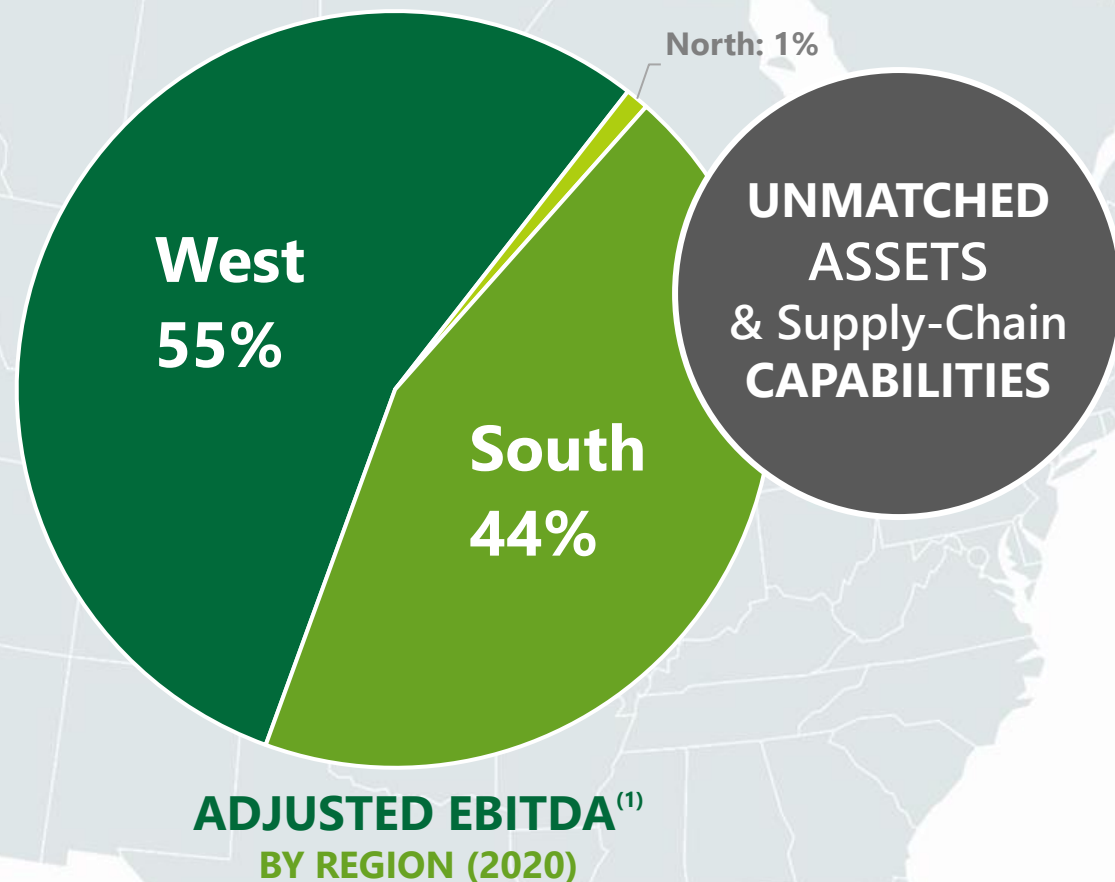 North: 1%
West
55%
South
44%
UNMATCHED
ASSETS
& Supply-Chain
CAPABILITIES
ADJUSTED EBITDA(1)
BY REGION (2020)